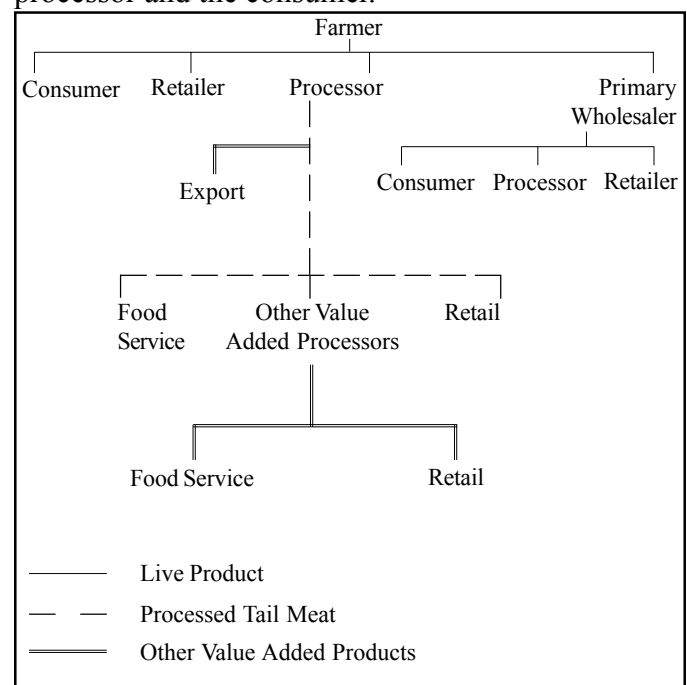 processor and the consumer.
Farmer
Consumer Retailer Processor Primary
Wholesaler
Export Consumer Processor Retailer
Food Other Value Retail
Service Added Processors
Food Service Retail
Live Product
Processed Tail Meat
Other Value Added Products